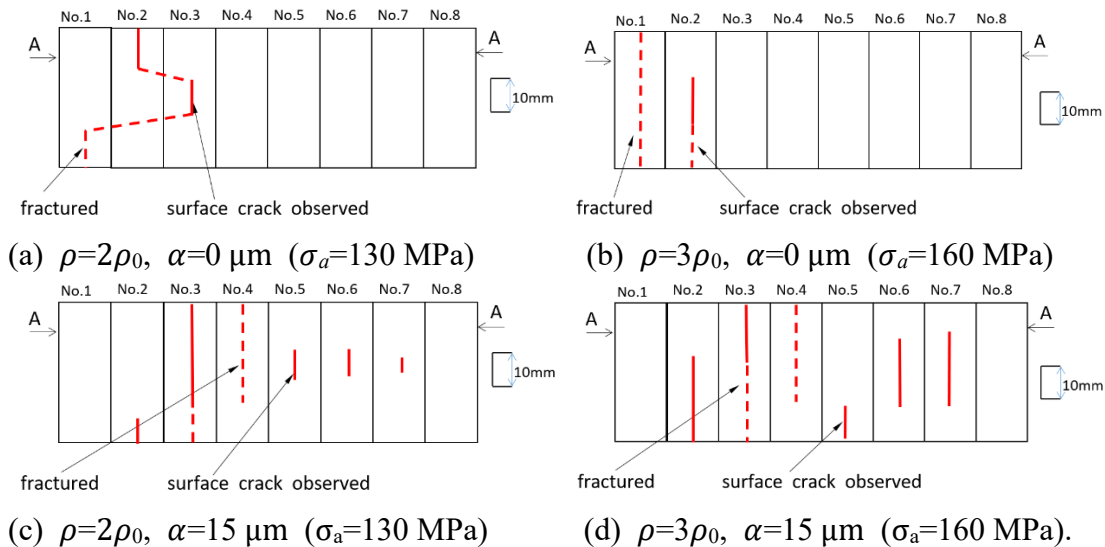 No.1 No.2 No.3 No.4 No.5 No.6 No.7 No.8
A A
10mm
fractured surface crack observed
(a) ρ=2ρ₀, α=0 μm (σₐ=130 MPa)
No.1 No.2 No.3 No.4 No.5 No.6 No.7 No.8
A A
10mm
fractured surface crack observed
(b) ρ=3ρ₀, α=0 μm (σₐ=160 MPa)
No.1 No.2 No.3 No.4 No.5 No.6 No.7 No.8
A A
10mm
fractured surface crack observed
(c) ρ=2ρ₀, α=15 μm (σₐ=130 MPa)
No.1 No.2 No.3 No.4 No.5 No.6 No.7 No.8
A A
10mm
fractured surface crack observed
(d) ρ=3ρ₀, α=15 μm (σₐ=160 MPa).